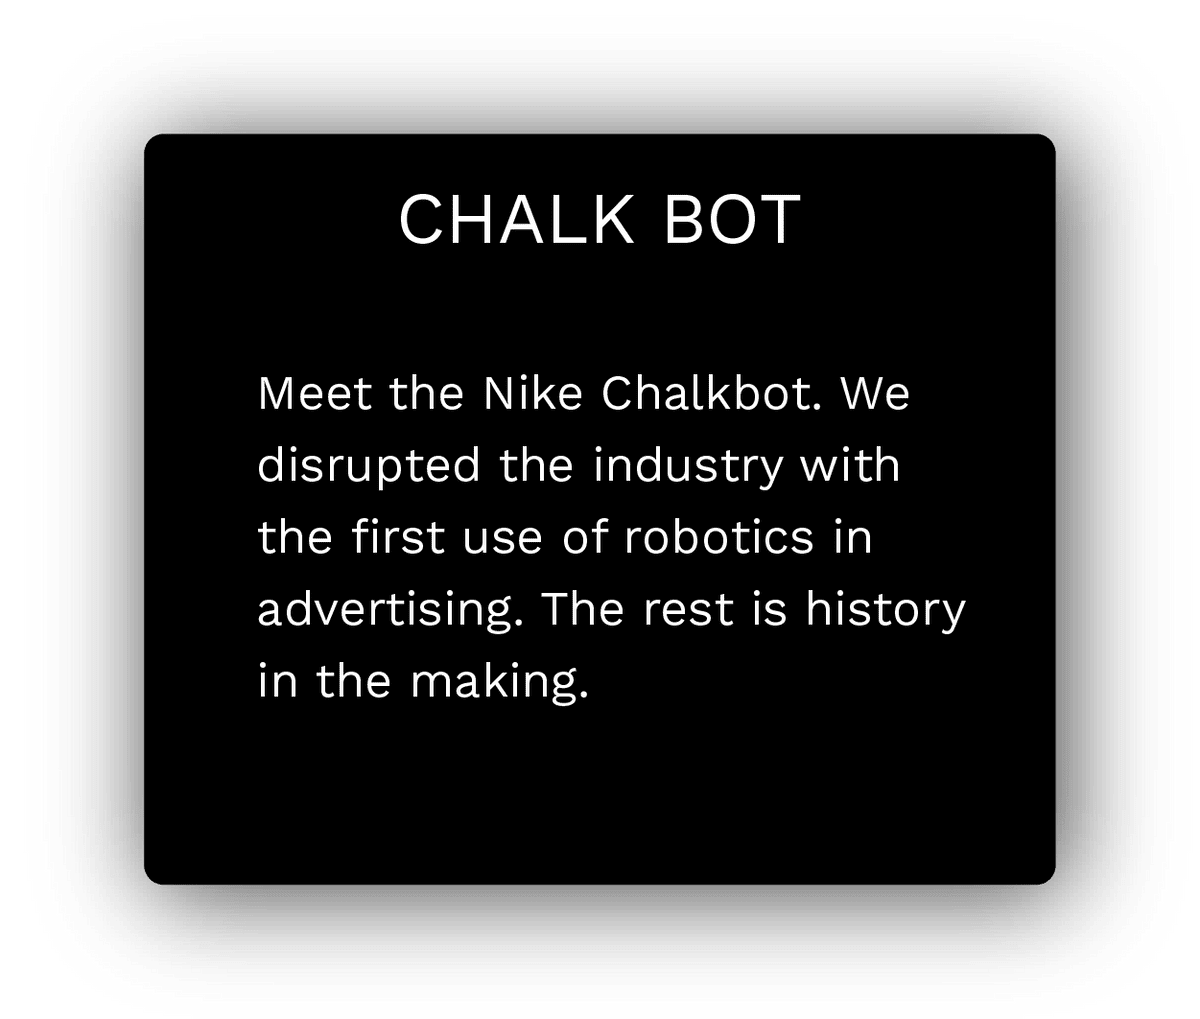 CHALK BOT
Meet the Nike Chalkbot. We
disrupted the industry with
the first use of robotics in
advertising. The rest is history
in the making.